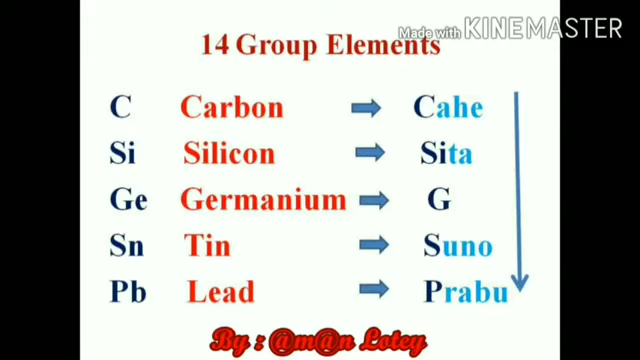 Made with KINEMASTER
14 Group Elements
C Carbon Cahe
Si Silicon Sita
Ge Germanium G
Sn Tin Suno
Pb Lead Prabu
By : @m@n Lotey